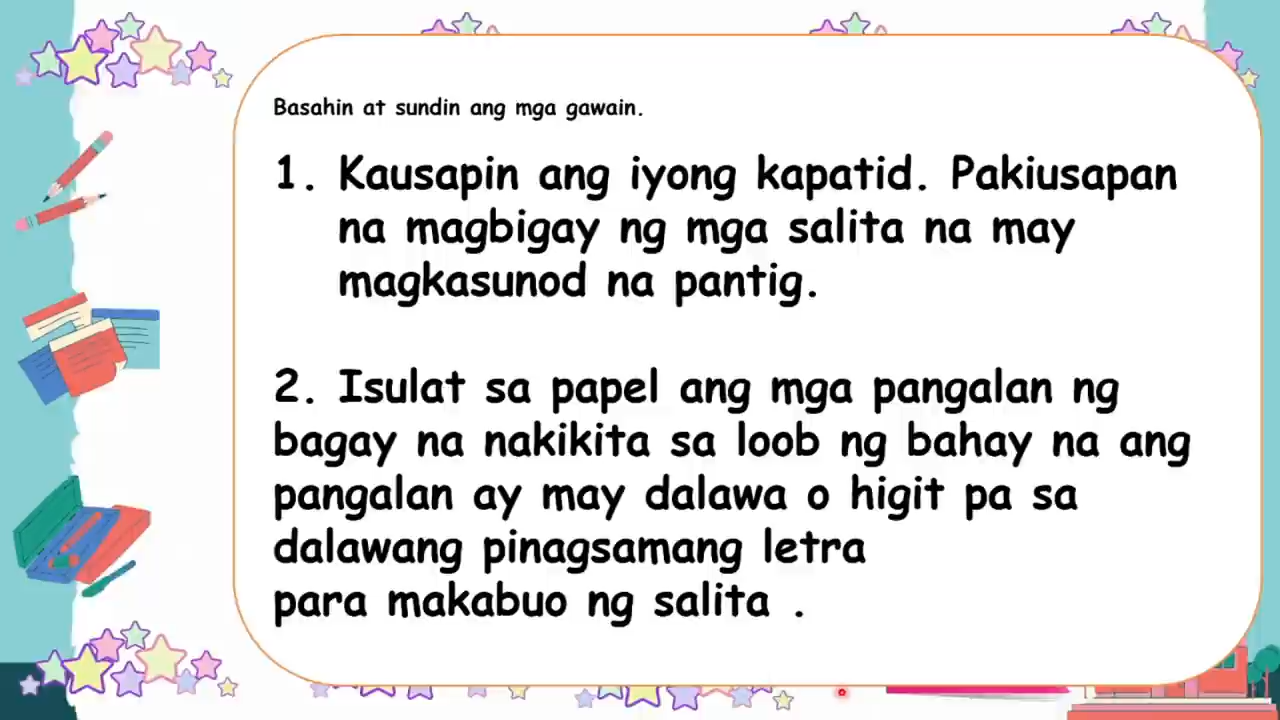 Basahin at sundin ang mga gawain.
1. Kausapin ang iyong kapatid. Pakiusapan
na magbigay ng mga salita na may
magkasunod na pantig.
2. Isulat sa papel ang mga pangalan ng
bagay na nakikita sa loob ng bahay na ang
pangalan ay may dalawa o higit pa sa
dalawang pinagsamang letra
para makabuo ng salita .